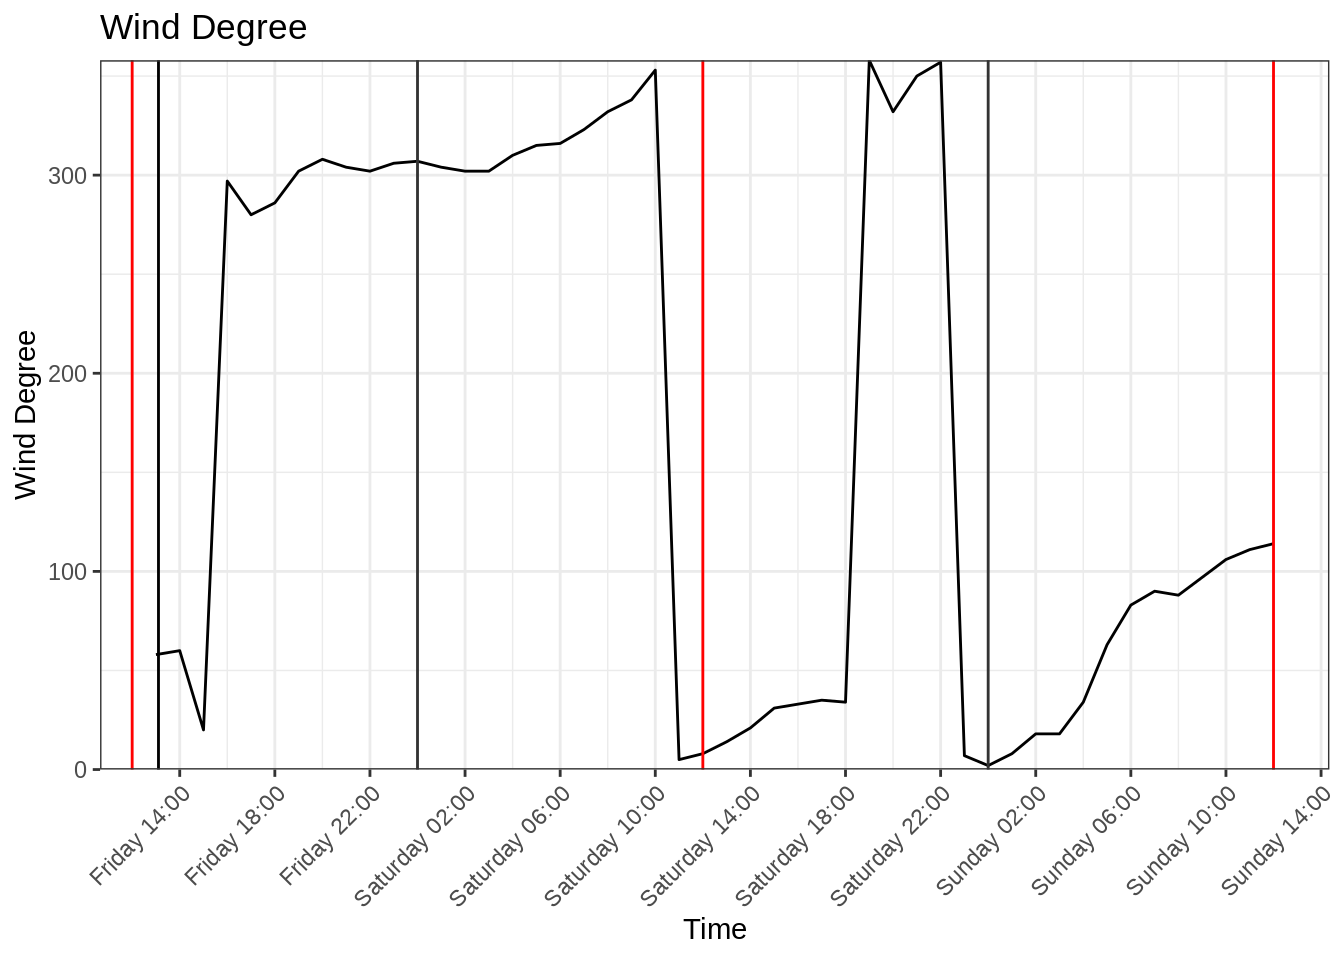 Wind Degree
Wind Degree
300
200
100
0
Friday 14:00
Friday 18:00
Friday 22:00
Saturday 02:00
Saturday 06:00
Saturday 10:00
Saturday 14:00
Saturday 18:00
Saturday 22:00
Sunday 02:00
Sunday 06:00
Sunday 10:00
Sunday 14:00
Time